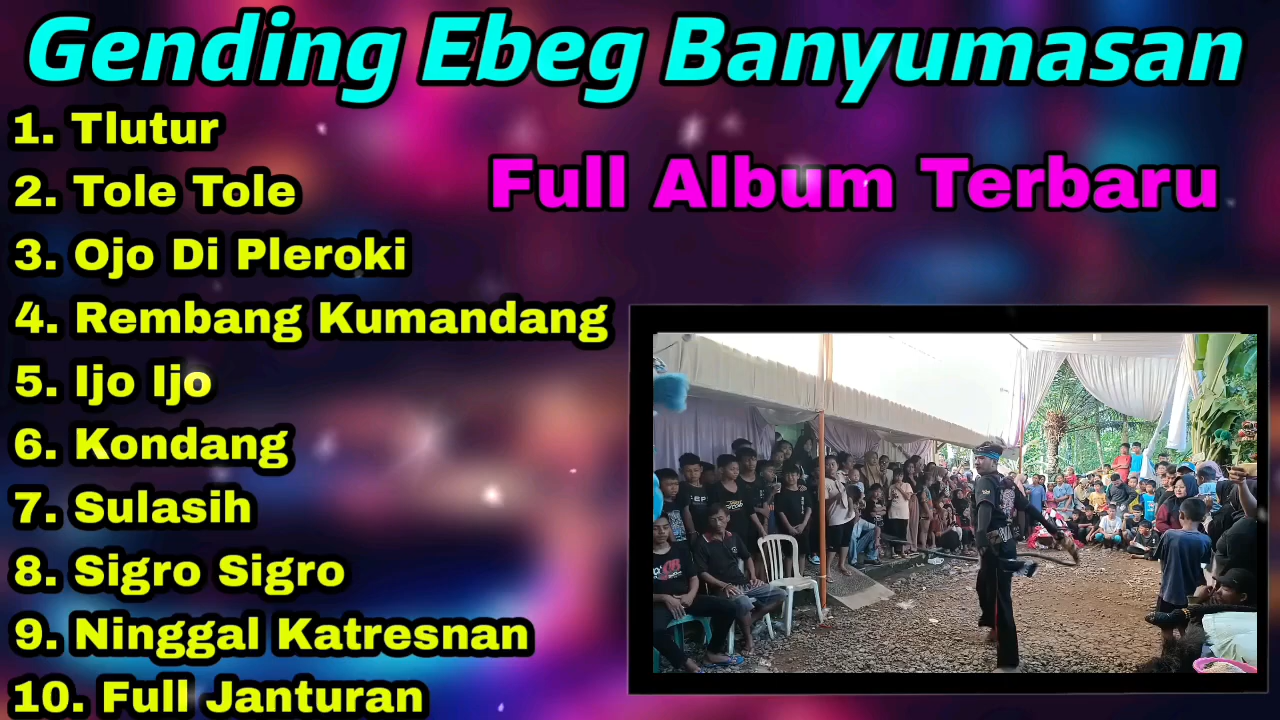 Gending Ebeg Banyumasan
Full Album Terbaru
1. Tlutur
2. Tole Tole
3. Ojo Di Pleroki
4. Rembang Kumandang
5. Ijo Ijo
6. Kondang
7. Sulasih
8. Sigro Sigro
9. Ninggal Katresnan
10. Full Janturan